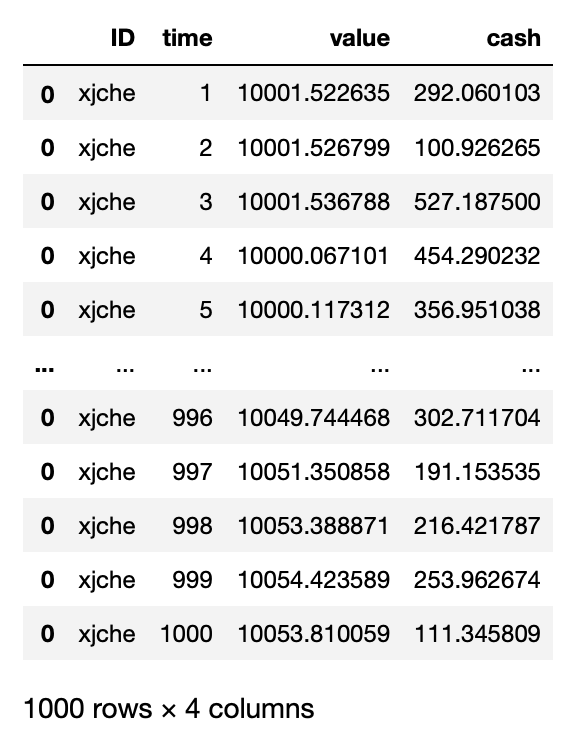 ID time value cash
0 xjche 1 10001.522635 292.060103
0 xjche 2 10001.526799 100.926265
0 xjche 3 10001.536788 527.187500
0 xjche 4 10000.067101 454.290232
0 xjche 5 10000.117312 356.951038
... ... ... ... ...
0 xjche 996 10049.744468 302.711704
0 xjche 997 10051.350858 191.153535
0 xjche 998 10053.388871 216.421787
0 xjche 999 10054.423589 253.962674
0 xjche 1000 10053.810059 111.345809
1000 rows × 4 columns